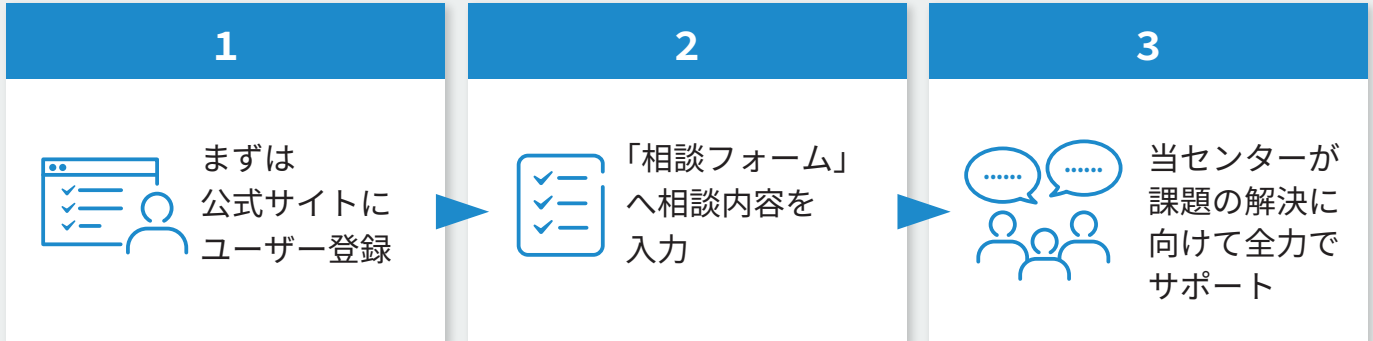 1
まずは
公式サイトに
ユーザー登録
2
「相談フォーム」
へ相談内容を
入力
3
当センターが
課題の解決に
向けて全力で
サポート